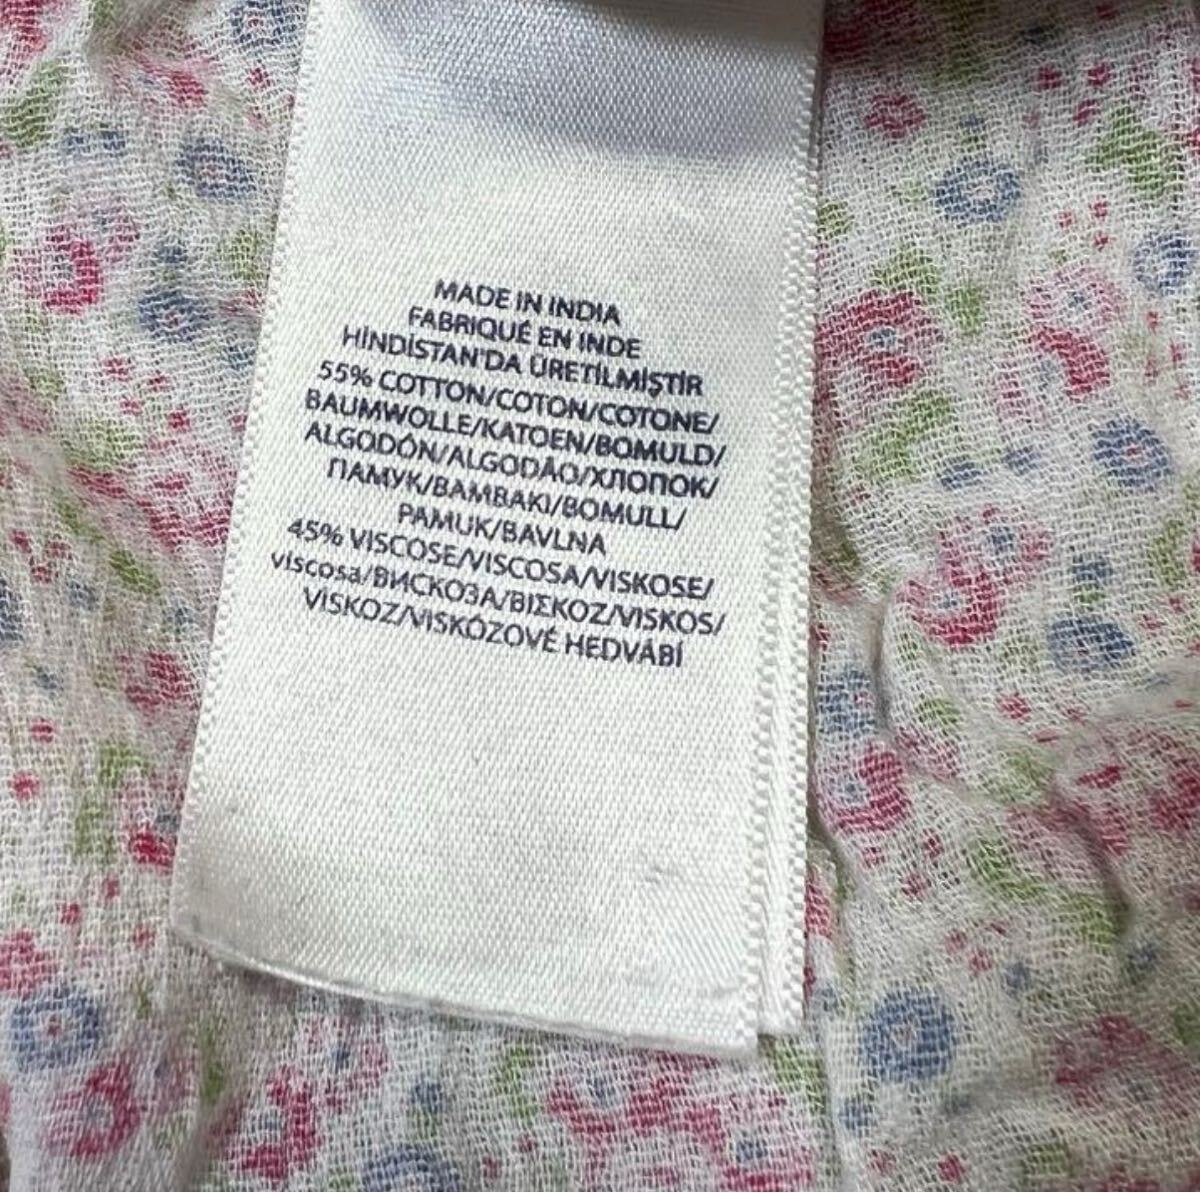 MADE IN INDIA
FABRIQUÉ EN INDE
HİNDİSTAN'DA ÜRETİLMİŞTİR
55% COTTON/COTON/COTONE/
BAUMWOLLE/KATOEN/BOMULD/
ALGODÓN/ALGODÃO/ХЛОПОК/
ПАМУК/ΒΑΜΒΑΚΙ/BOMULL/
PAMUK/BAVLNA
45% VISCOSE/VISCOSA/VISKOSE/
viscosa/ВИСКОЗА/ΒΙΣΚΟΖ/VISKOS/
VISKOZ/VISKÓZOVÉ HEDVÁBÍ